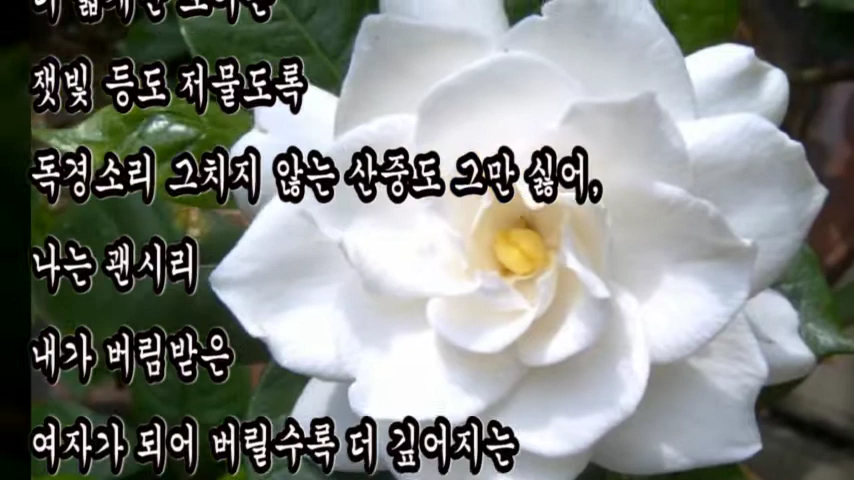 잿빛 등도 저물도록
독경소리 그치지 않는 산중도 그만 싫어,
나는 괜시리
내가 버림받은
여자가 되어 버릴수록 더 깊어지는